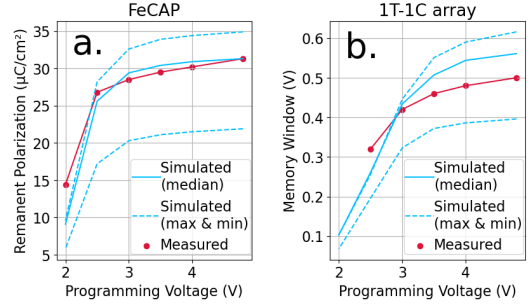 FeCAP
a.
Remanent Polarization (μC/cm²)
35
30
25
20
15
10
5
2
3
4
Programming Voltage (V)
Simulated
(median)
Simulated
(max & min)
Measured
1T-1C array
b.
Memory Window (V)
0.6
0.5
0.4
0.3
0.2
0.1
2
3
4
Programming Voltage (V)
Simulated
(median)
Simulated
(max & min)
Measured